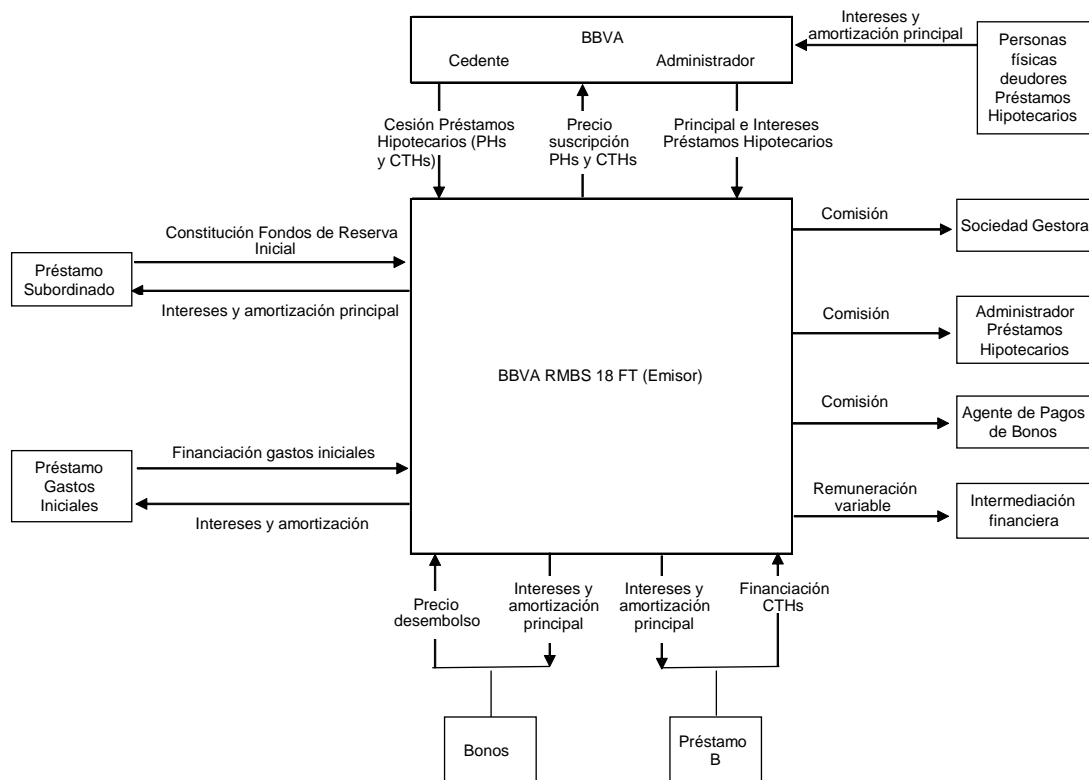 BBVA
Cedente
Administrador
Intereses y
amortización principal
Personas
físicas
deudores
Préstamos
Hipotecarios
Cesión Préstamos
Hipotecarios (PHs
y CTHs)
Precio
suscripción
PHs y CTHs
Principal e Intereses
Préstamos Hipotecarios
Constitución Fondos de Reserva
Inicial
Préstamo
Subordinado
Intereses y amortización principal
Comisión
Sociedad Gestora
Comisión
Administrador
Préstamos
Hipotecarios
BBVA RMBS 18 FT (Emisor)
Comisión
Agente de Pagos
de Bonos
Financiación gastos iniciales
Préstamo
Gastos
Iniciales
Intereses y amortización
Remuneración
variable
Intermediación
financiera
Precio
desembolso
Intereses y
amortización
principal
Intereses y
amortización
principal
Financiación
CTHs
Bonos
Préstamo
B